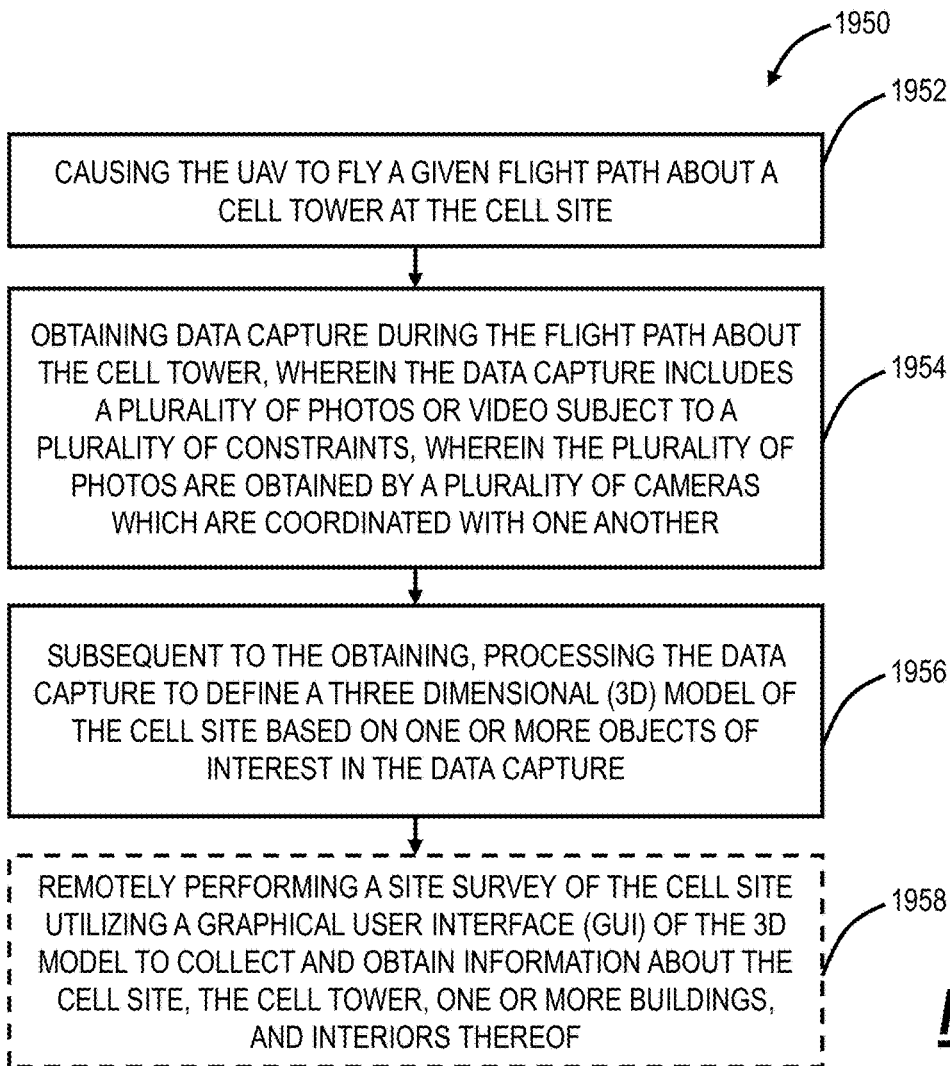 1950
1952
CAUSING THE UAV TO FLY A GIVEN FLIGHT PATH ABOUT A
CELL TOWER AT THE CELL SITE
OBTAINING DATA CAPTURE DURING THE FLIGHT PATH ABOUT
THE CELL TOWER, WHEREIN THE DATA CAPTURE INCLUDES
A PLURALITY OF PHOTOS OR VIDEO SUBJECT TO A
PLURALITY OF CONSTRAINTS, WHEREIN THE PLURALITY OF
PHOTOS ARE OBTAINED BY A PLURALITY OF CAMERAS
WHICH ARE COORDINATED WITH ONE ANOTHER
1954
SUBSEQUENT TO THE OBTAINING, PROCESSING THE DATA
CAPTURE TO DEFINE A THREE DIMENSIONAL (3D) MODEL OF
THE CELL SITE BASED ON ONE OR MORE OBJECTS OF
INTEREST IN THE DATA CAPTURE
1956
REMOTELY PERFORMING A SITE SURVEY OF THE CELL SITE
UTILIZING A GRAPHICAL USER INTERFACE (GUI) OF THE 3D
MODEL TO COLLECT AND OBTAIN INFORMATION ABOUT THE
CELL SITE, THE CELL TOWER, ONE OR MORE BUILDINGS,
AND INTERIORS THEREOF
1958